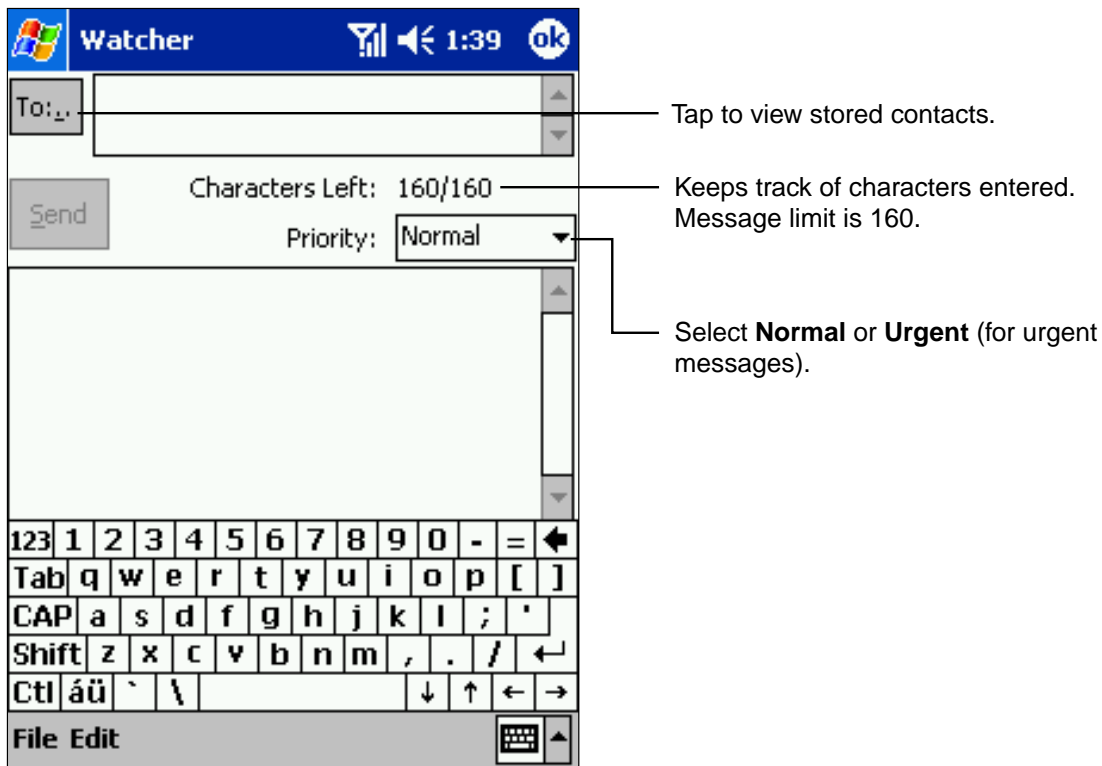 Watcher 1:39 ok
To:...
Tap to view stored contacts.
Characters Left: 160/160
Keeps track of characters entered.
Message limit is 160.
Send
Priority: Normal
Select Normal or Urgent (for urgent
messages).
123 1 2 3 4 5 6 7 8 9 0 - = 
Tab q w e r t y u i o p [ ]
CAP a s d f g h j k l ; '
Shift z x c v b n m , . / ↵
Ctl áü ` \ ↓ ↑ ← →
File Edit